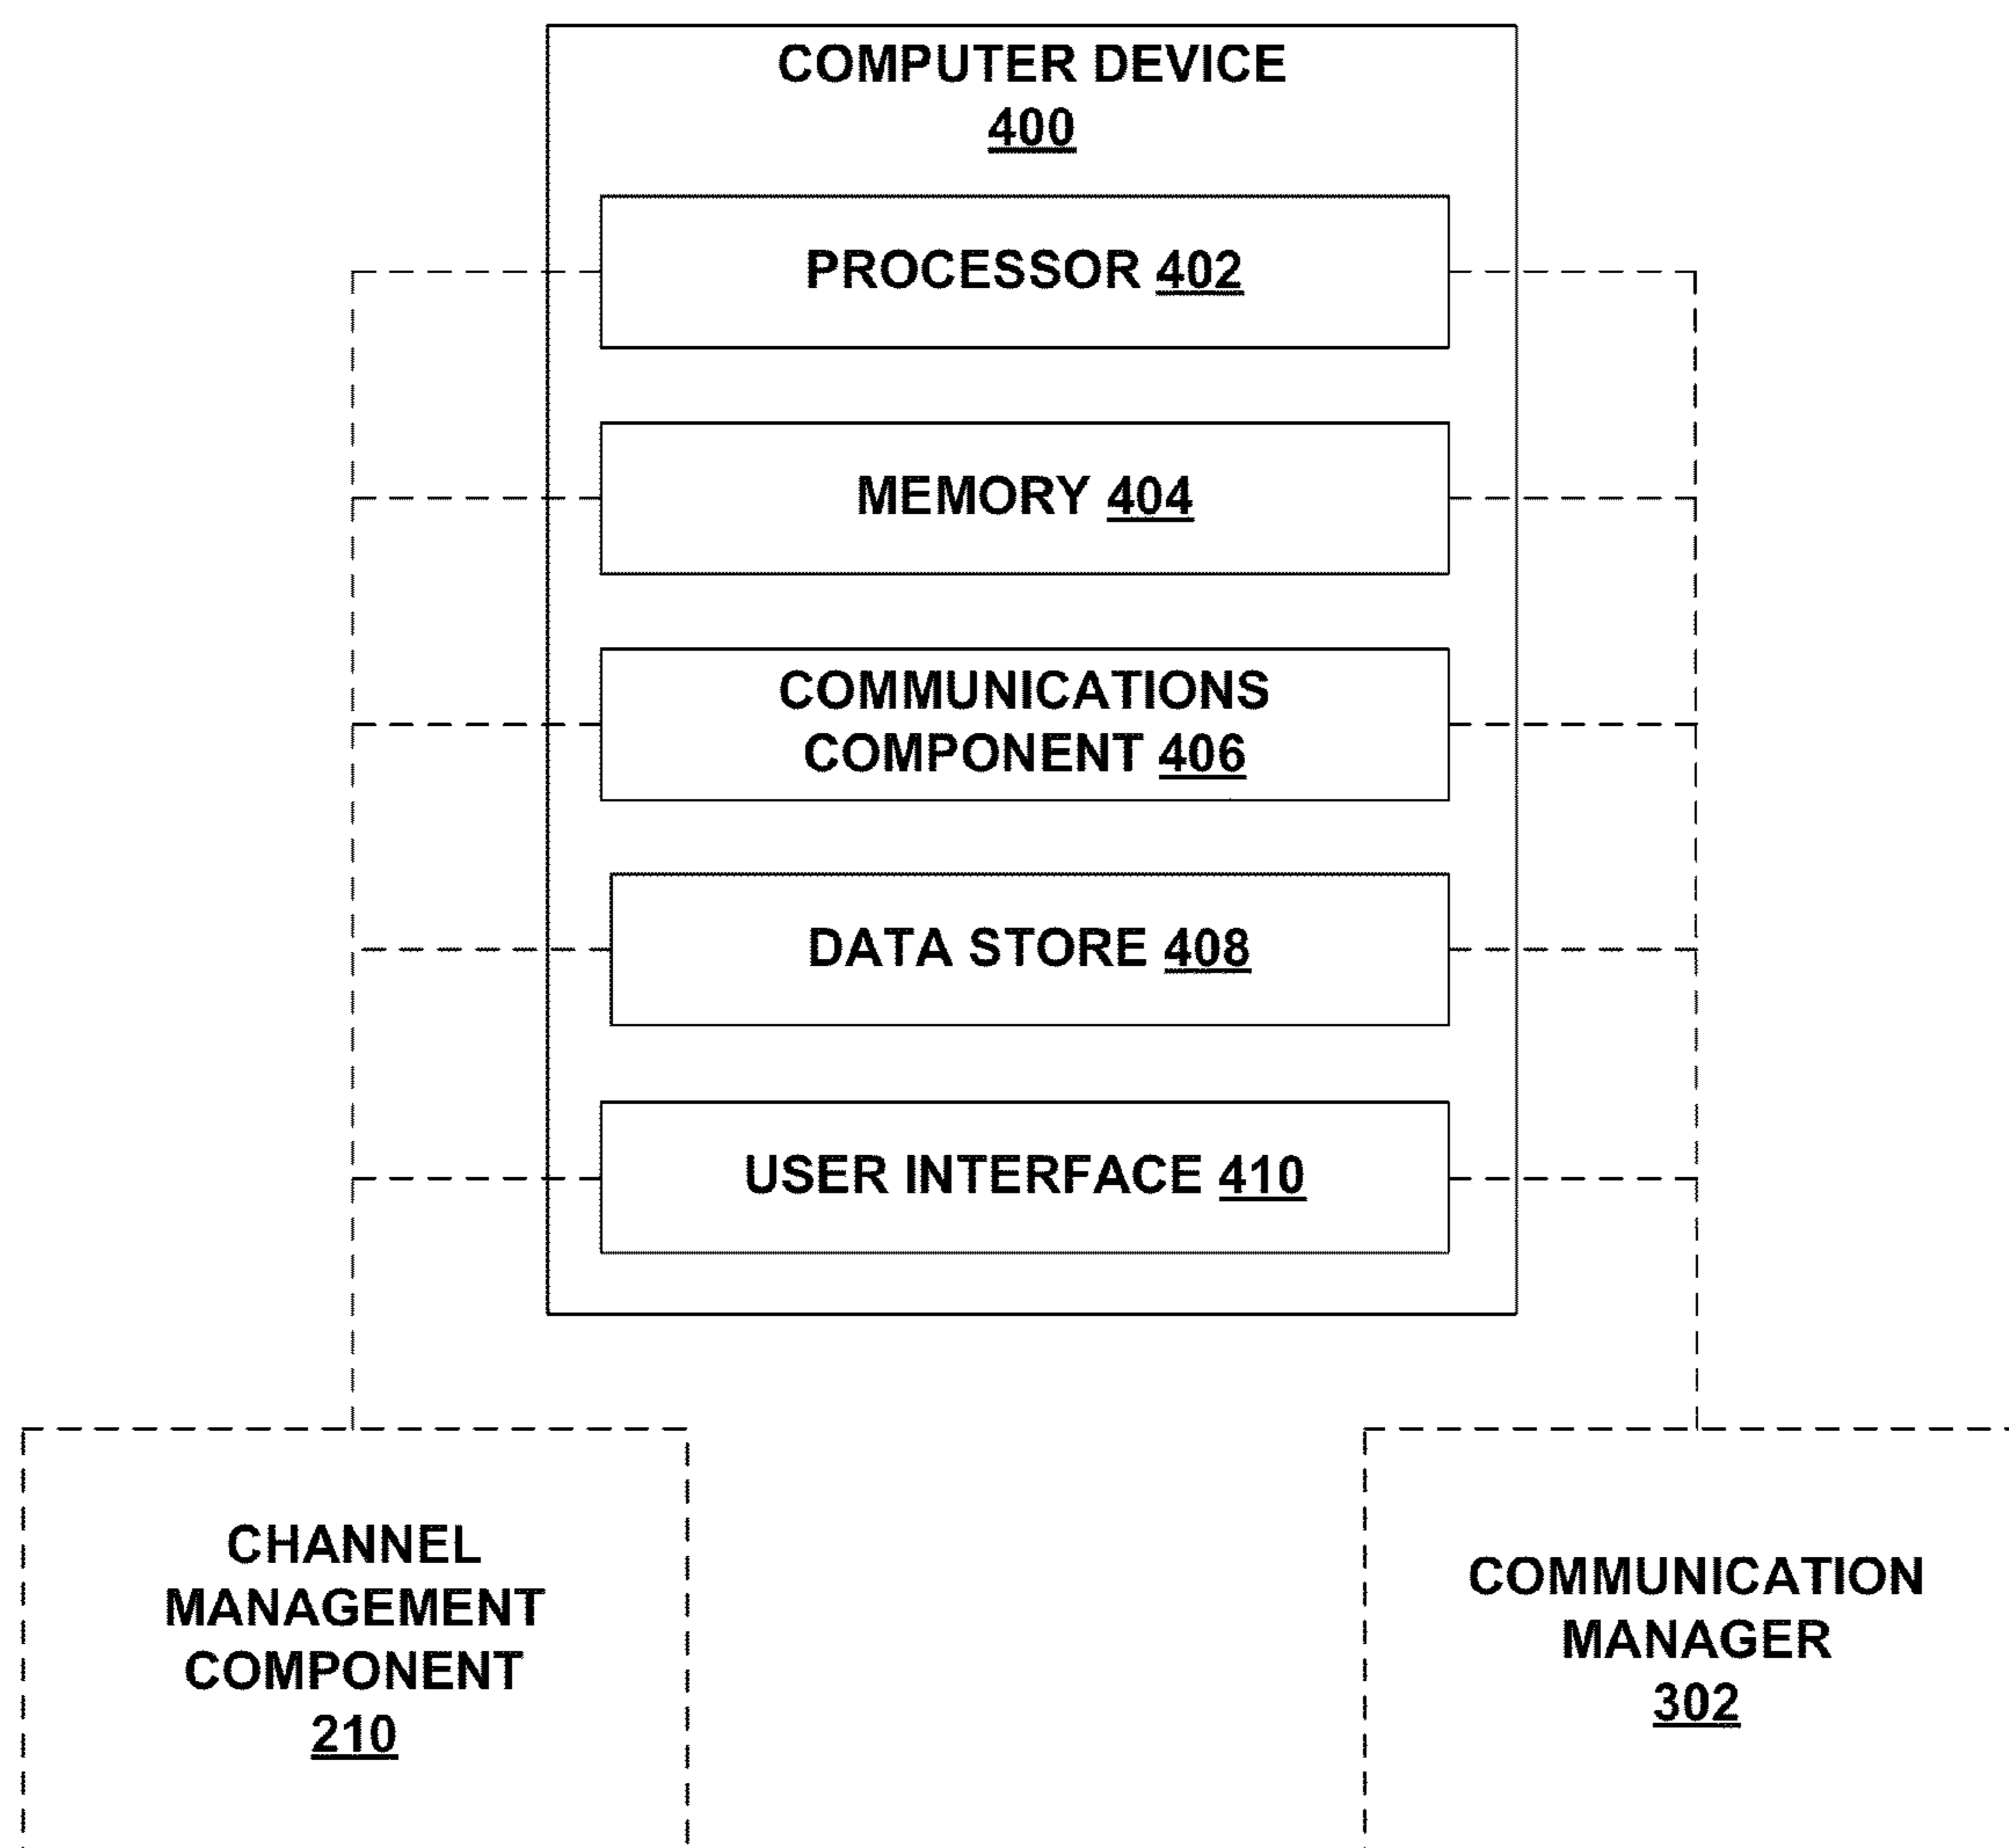 COMPUTER DEVICE
400
PROCESSOR 402
MEMORY 404
COMMUNICATIONS
COMPONENT 406
DATA STORE 408
USER INTERFACE 410
CHANNEL
MANAGEMENT
COMPONENT
210
COMMUNICATION
MANAGER
302